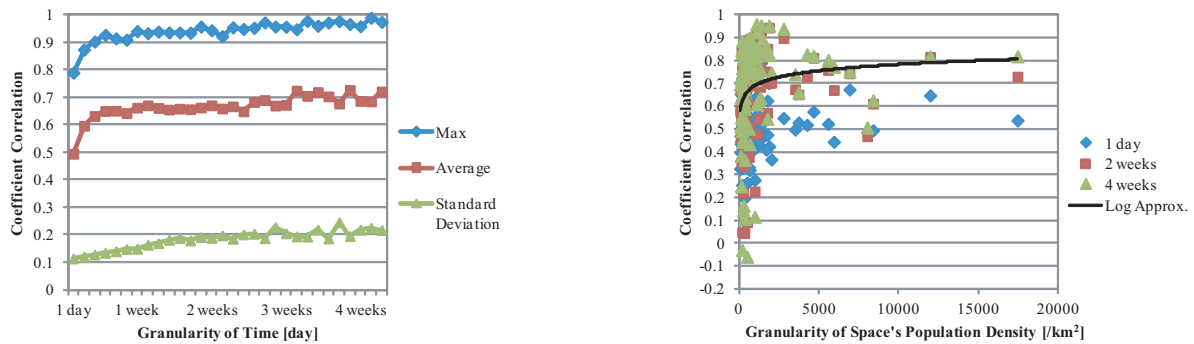 1
0.9
0.8
0.7
0.6
0.5
0.4
0.3
0.2
0.1
0
Coefficient Correlation
1 day
1 week
2 weeks
3 weeks
4 weeks
Granularity of Time [day]
Max
Average
Standard
Deviation
1
0.9
0.8
0.7
0.6
0.5
0.4
0.3
0.2
0.1
0
-0.1
-0.2
Coefficient Correlation
0
5000
10000
15000
20000
Granularity of Space's Population Density [/km²]
1 day
2 weeks
4 weeks
Log Approx.